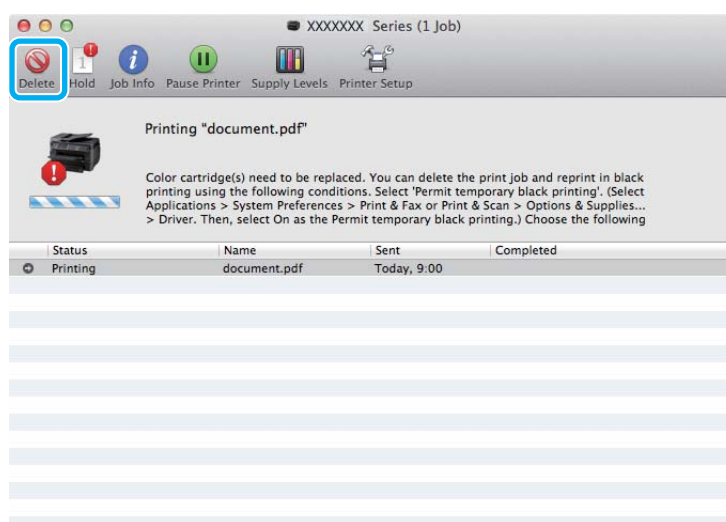 XXXXXXX Series (1 Job)
Delete Hold Job Info Pause Printer Supply Levels Printer Setup
Printing "document.pdf"
Color cartridge(s) need to be replaced. You can delete the print job and reprint in black
printing using the following conditions. Select 'Permit temporary black printing'. (Select
Applications > System Preferences > Print & Fax or Print & Scan > Options & Supplies...
> Driver. Then, select On as the Permit temporary black printing.) Choose the following
Status Name Sent Completed
Printing document.pdf Today, 9:00